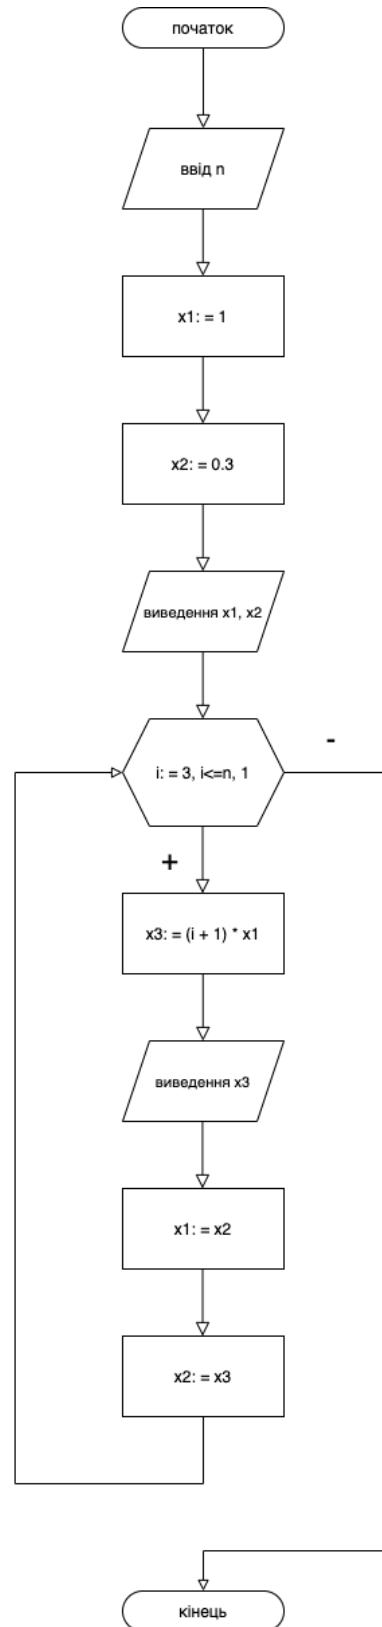 початок
ввід n
x1: = 1
x2: = 0.3
виведення x1, x2
i: = 3, i<=n, 1
-
+
x3: = (i + 1) * x1
виведення x3
x1: = x2
x2: = x3
кінець